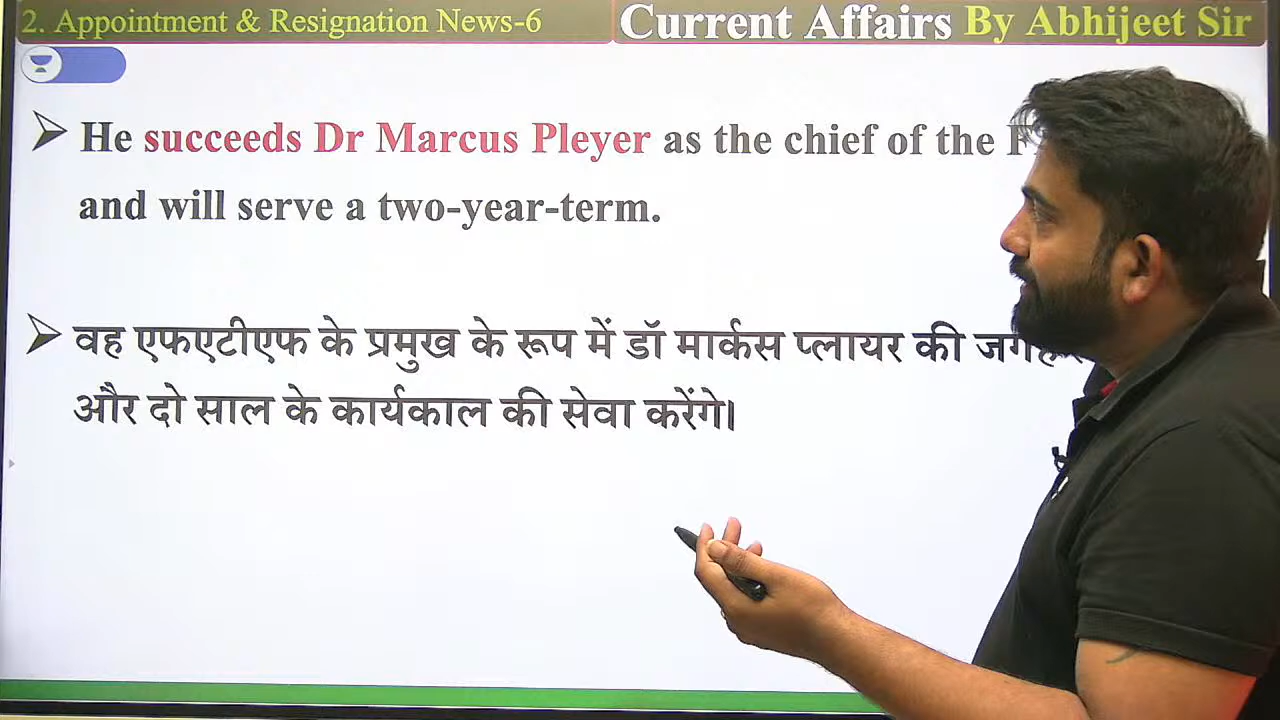 2. Appointment & Resignation News-6
Current Affairs By Abhijeet Sir
He succeeds Dr Marcus Pleyer as the chief of the
and will serve a two-year-term.
वह एफएटीएफ के प्रमुख के रूप में डॉ मार्कस प्लायर की
और दो साल के कार्यकाल की सेवा करेंगे।